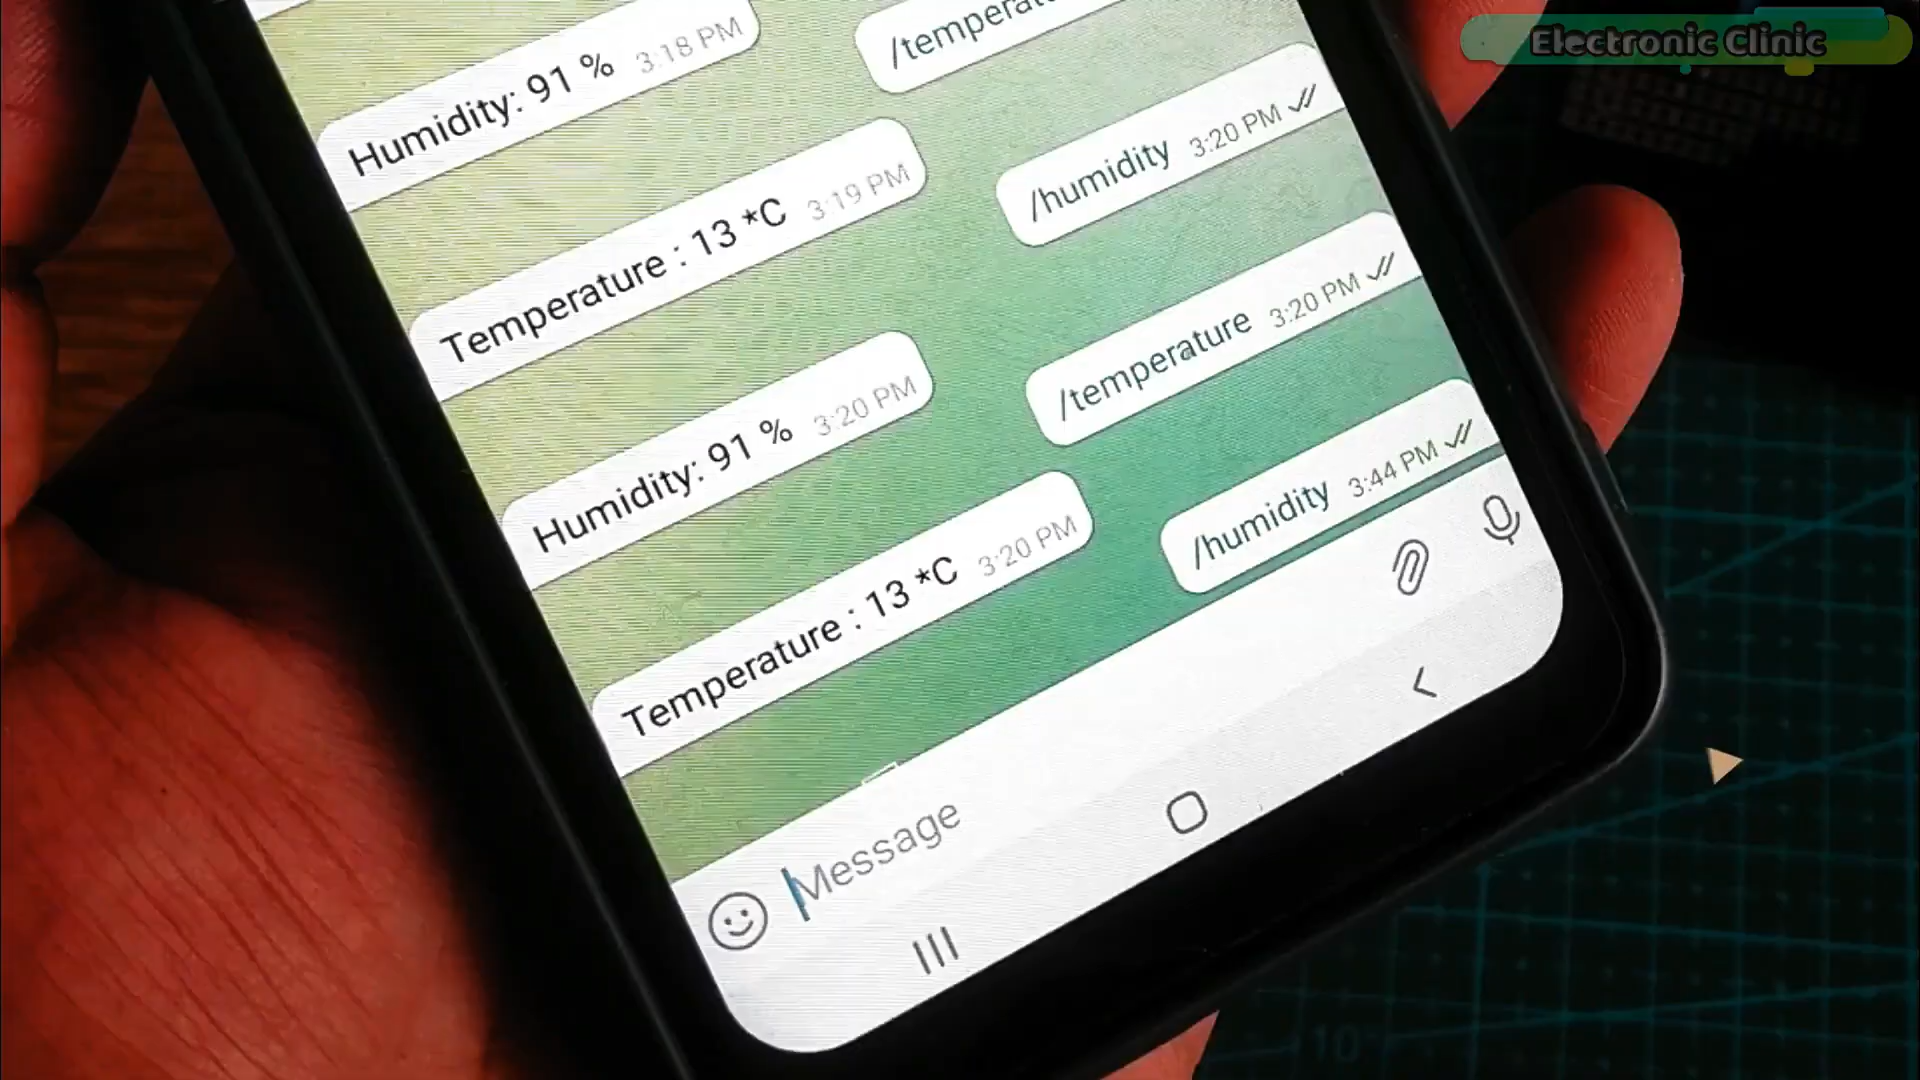 Electronic Clinic
/temperat
Humidity: 91 % 3:18 PM
/humidity 3:20 PM
Temperature : 13 *C 3:19 PM
/temperature 3:20 PM
Humidity: 91 % 3:20 PM
/humidity 3:44 PM
Temperature : 13 *C 3:20 PM
Message